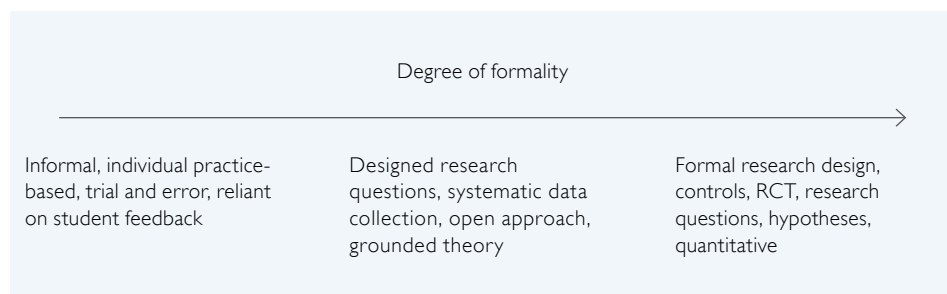 Degree of formality
Informal, individual practice-
based, trial and error, reliant
on student feedback
Designed research
questions, systematic data
collection, open approach,
grounded theory
Formal research design,
controls, RCT, research
questions, hypotheses,
quantitative